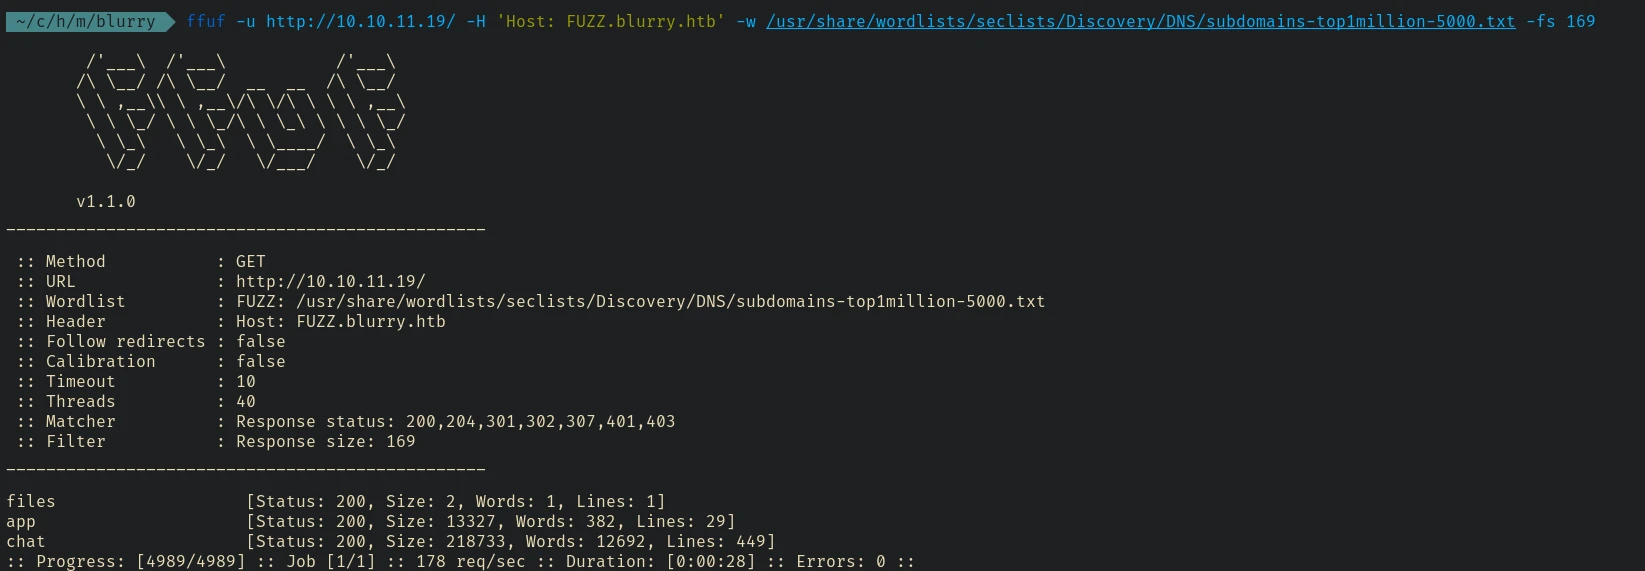 ~/c/h/m/blurry ffuf -u http://10.10.11.19/ -H 'Host: FUZZ.blurry.htb' -w /usr/share/wordlists/seclists/Discovery/DNS/subdomains-top1million-5000.txt -fs 169
        /'___\  /'___\           /'___\
       /\ \__/ /\ \__/  __  __  /\ \__/
       \ \ ,__\\ \ ,__\/\ \/\ \ \ \ ,__\
        \ \ \_/ \ \ \_/\ \ \_\ \ \ \ \_/
         \ \_\   \ \_\  \ \____/  \ \_\
          \/_/    \/_/   \/___/    \/_/
       v1.1.0
________________________________________________
 :: Method           : GET
 :: URL              : http://10.10.11.19/
 :: Wordlist         : FUZZ: /usr/share/wordlists/seclists/Discovery/DNS/subdomains-top1million-5000.txt
 :: Header           : Host: FUZZ.blurry.htb
 :: Follow redirects : false
 :: Calibration      : false
 :: Timeout          : 10
 :: Threads          : 40
 :: Matcher          : Response status: 200,204,301,302,307,401,403
 :: Filter           : Response size: 169
________________________________________________
files                   [Status: 200, Size: 2, Words: 1, Lines: 1]
app                     [Status: 200, Size: 13327, Words: 382, Lines: 29]
chat                    [Status: 200, Size: 218733, Words: 12692, Lines: 449]
:: Progress: [4989/4989] :: Job [1/1] :: 178 req/sec :: Duration: [0:00:28] :: Errors: 0 ::